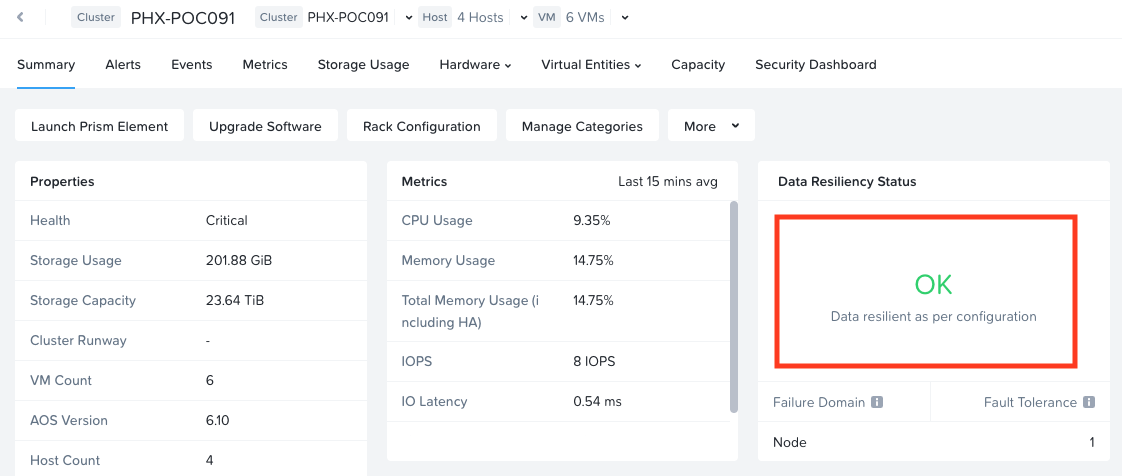 Cluster PHX-POC091 Cluster PHX-POC091 Host 4 Hosts VM 6 VMs
Summary Alerts Events Metrics Storage Usage Hardware Virtual Entities Capacity Security Dashboard
Launch Prism Element Upgrade Software Rack Configuration Manage Categories More
Properties
Health Critical
Storage Usage 201.88 GiB
Storage Capacity 23.64 TiB
Cluster Runway -
VM Count 6
AOS Version 6.10
Host Count 4
Metrics Last 15 mins avg
CPU Usage 9.35%
Memory Usage 14.75%
Total Memory Usage (i 14.75%
ncluding HA)
IOPS 8 IOPS
IO Latency 0.54 ms
Data Resiliency Status
OK
Data resilient as per configuration
Failure Domain Fault Tolerance
Node 1